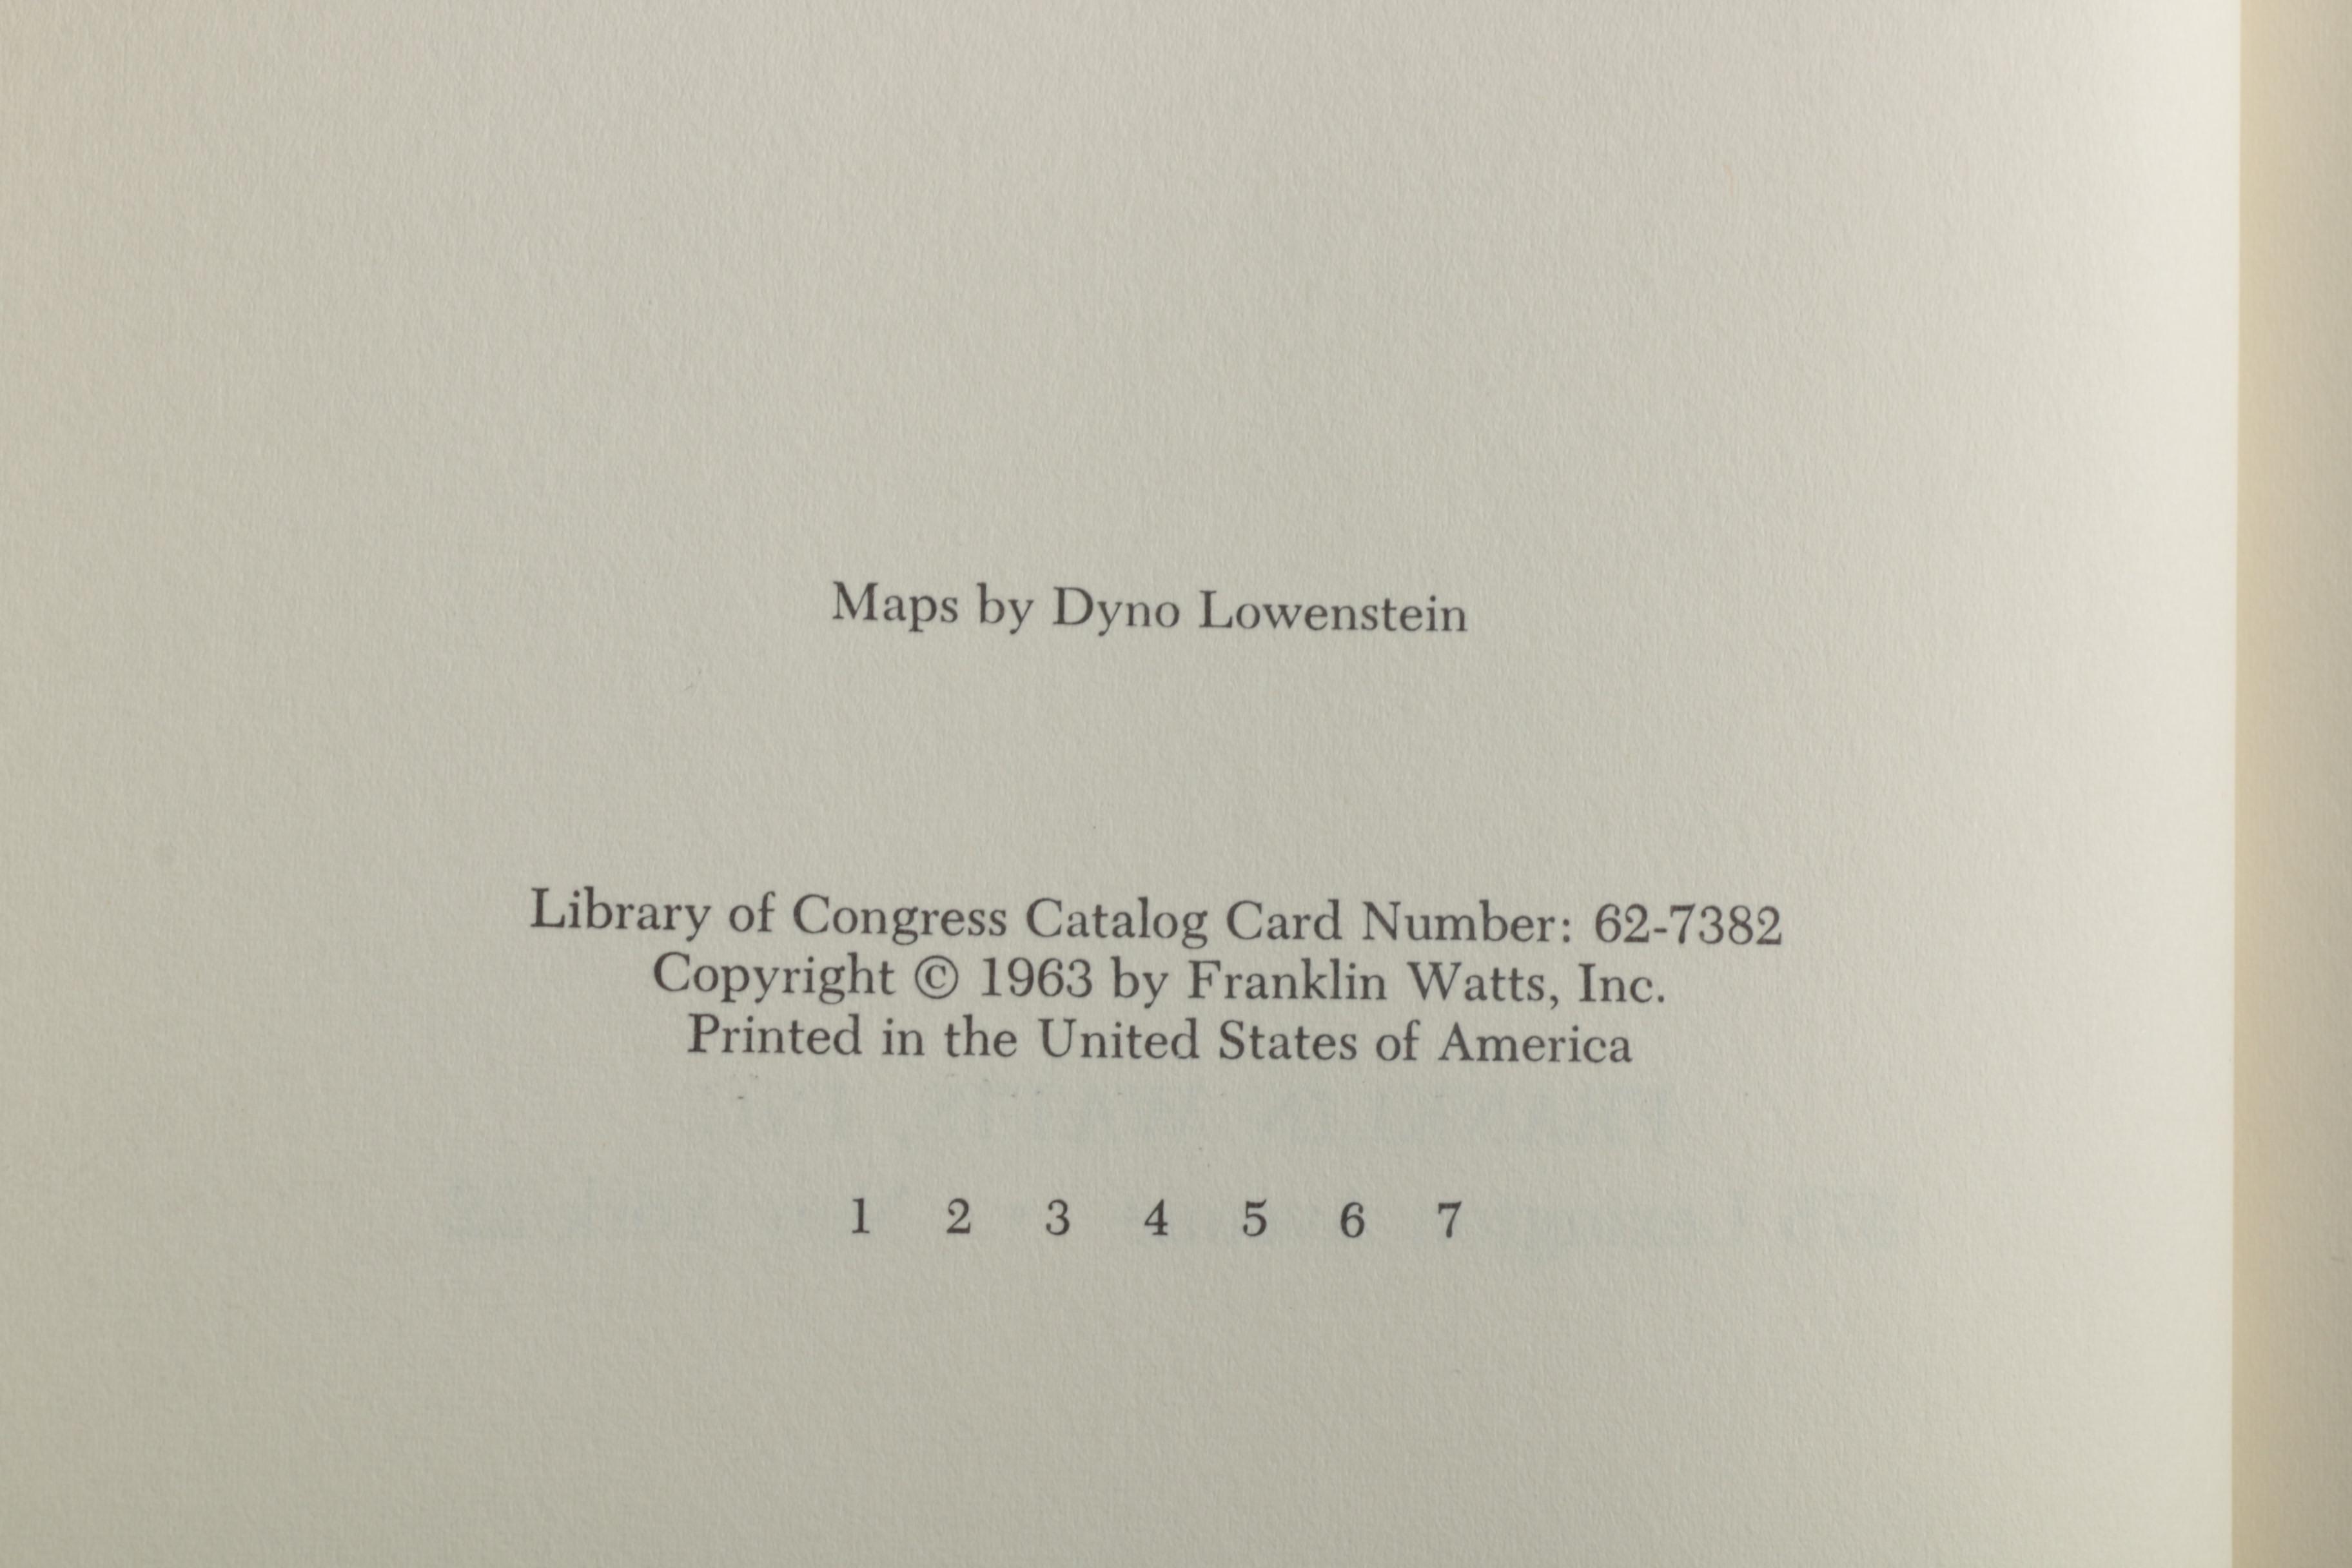 Maps by Dyno Lowenstein
Library of Congress Catalog Card Number: 62-7382
Copyright © 1963 by Franklin Watts, Inc.
Printed in the United States of America
1 2 3 4 5 6 7